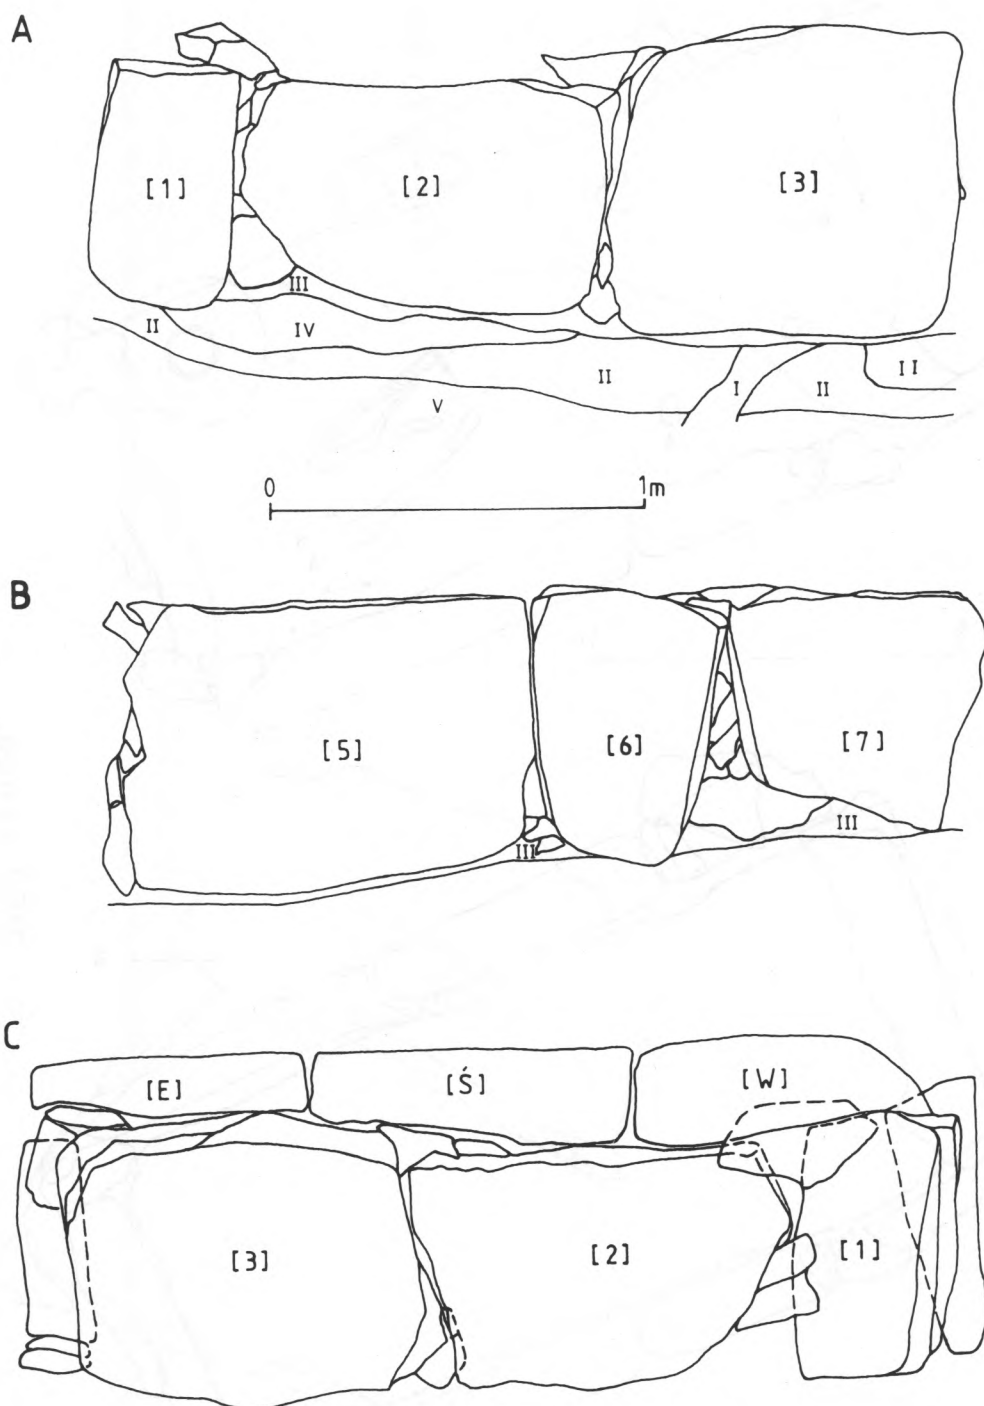 A
[1] [2] [3]
III
II IV
II I II II
V
0 1m
B
[5] [6] [7]
III III
C
[E] [Ś] [W]
[3] [2] [1]